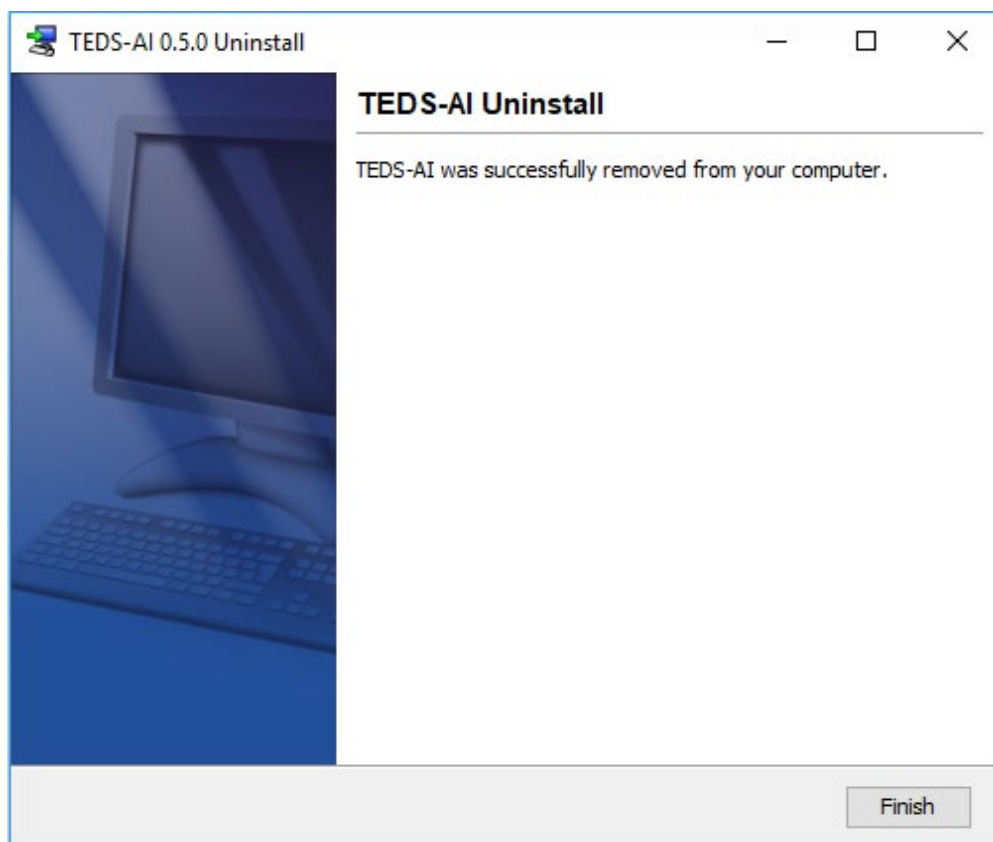 TEDS-AI 0.5.0 Uninstall
TEDS-AI Uninstall
TEDS-AI was successfully removed from your computer.
Finish